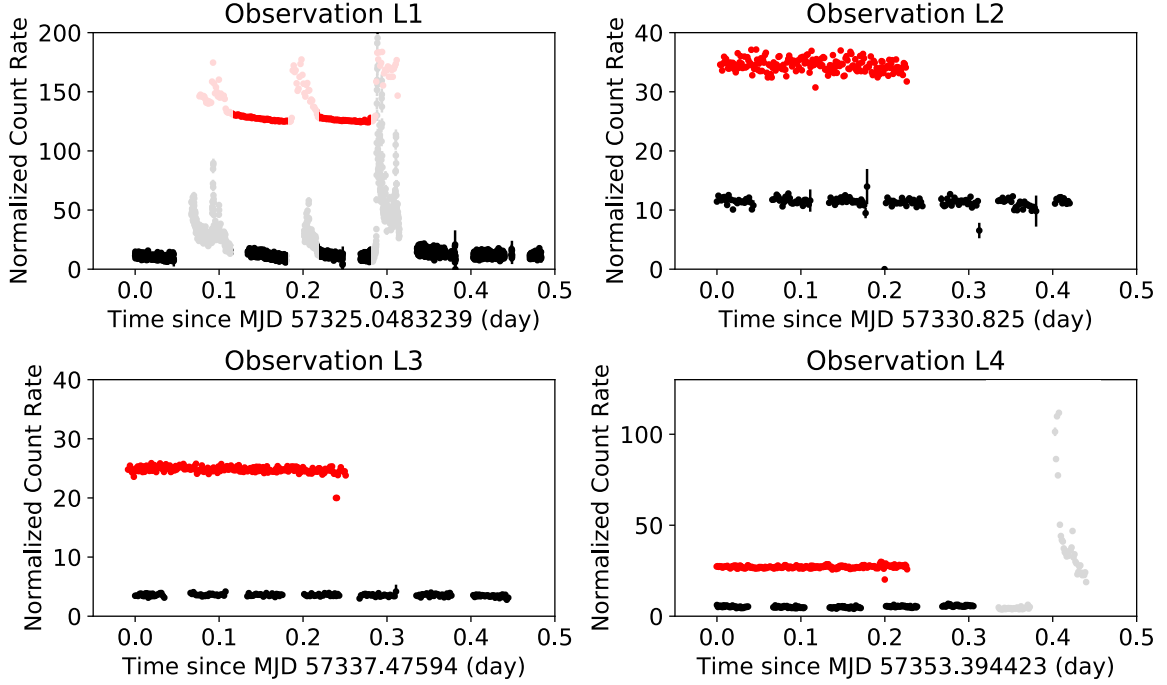 Observation L1
Normalized Count Rate
200
150
100
50
0
0.0 0.1 0.2 0.3 0.4 0.5
Time since MJD 57325.0483239 (day)
Observation L2
Normalized Count Rate
40
30
20
10
0
0.0 0.1 0.2 0.3 0.4 0.5
Time since MJD 57330.825 (day)
Observation L3
Normalized Count Rate
40
30
20
10
0
0.0 0.1 0.2 0.3 0.4 0.5
Time since MJD 57337.47594 (day)
Observation L4
Normalized Count Rate
100
50
0
0.0 0.1 0.2 0.3 0.4 0.5
Time since MJD 57353.394423 (day)